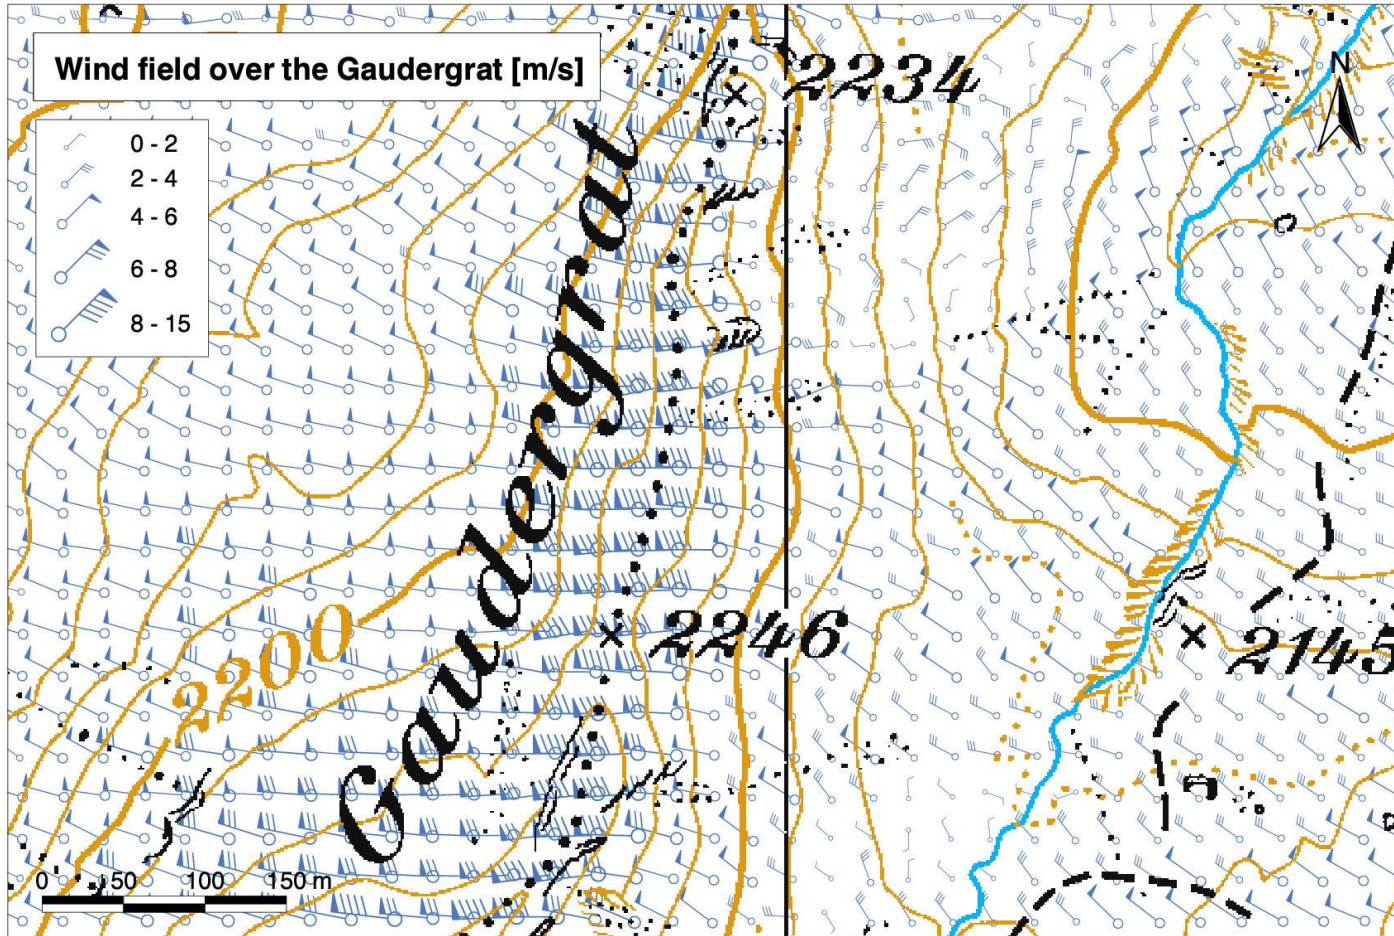 Wind field over the Gaudergrat [m/s]
0 - 2
2 - 4
4 - 6
6 - 8
8 - 15
2234
N
Gaudergrat
2200
2246
2145
0 50 100 150 m